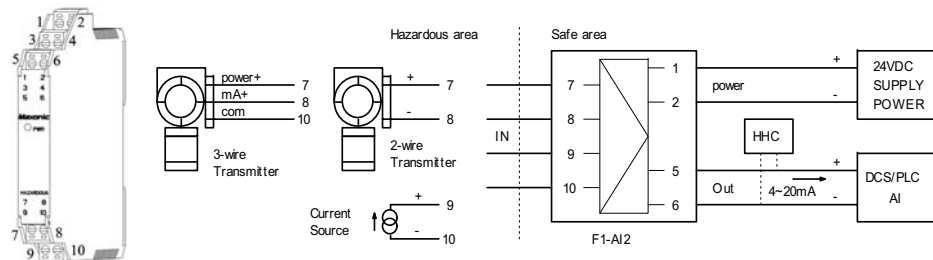 1 2
3 4
5 6
1 2
3 4
5 6
Masonic
PWR
HAZARDOUS
7 8
9 10
7 8
9 10
power+ 7
mA+ 8
com 10
3-wire
Transmitter
Hazardous area
+ 7
- 8
2-wire
Transmitter
IN
Current
Source
+ 9
- 10
Safe area
7
8
9
10
1
2
5
6
F1-AI2
power
+
-
24VDC
SUPPLY
POWER
HHC
Out
4~20mA
+
-
DCS/PLC
AI